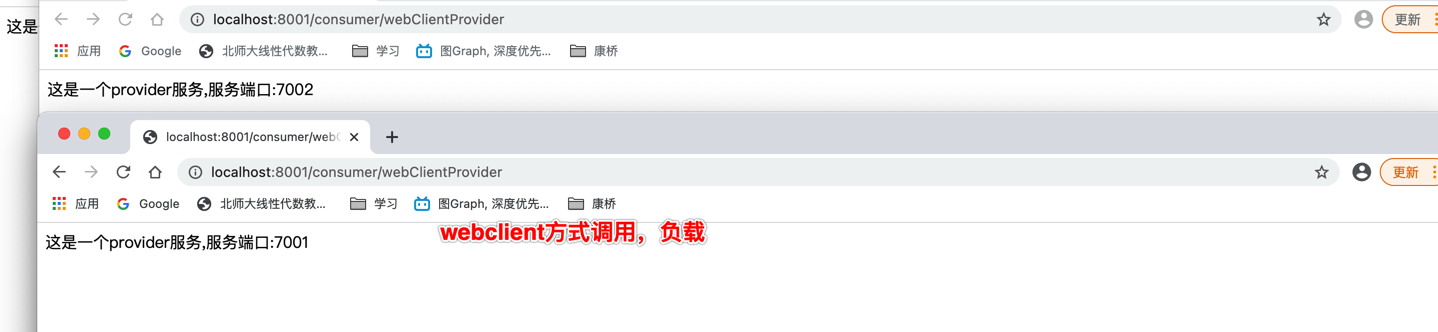 这是
localhost:8001/consumer/webClientProvider
更新
应用
Google
北师大线性代数教...
学习
图Graph, 深度优先...
康桥
这是一个provider服务,服务端口:7002
localhost:8001/consumer/web
localhost:8001/consumer/webClientProvider
更新
应用
Google
北师大线性代数教...
学习
图Graph, 深度优先...
康桥
webclient方式调用，负载
这是一个provider服务,服务端口:7001